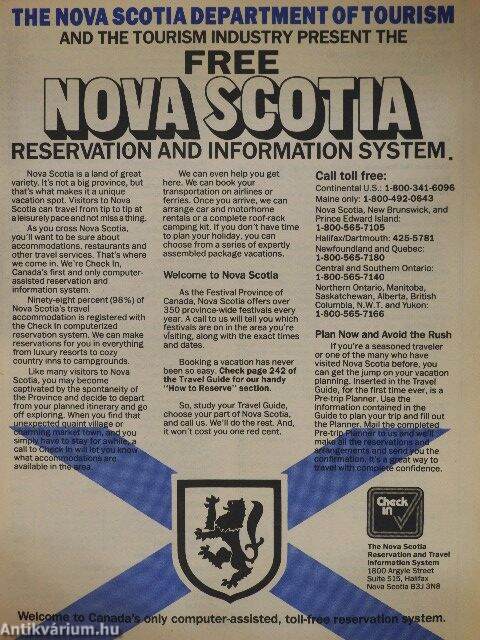 THE NOVA SCOTIA DEPARTMENT OF TOURISM
AND THE TOURISM INDUSTRY PRESENT THE
FREE
NOVA SCOTIA
RESERVATION AND INFORMATION SYSTEM.
Nova Scotia is a land of great
variety. It's not a big province, but
that's what makes it a unique
vacation spot. Visitors to Nova
Scotia can travel from tip to tip at
a leisurely pace and not miss a thing.
As you cross Nova Scotia,
you'll want to be sure about
accommodations, restaurants and
other travel services. That's where
we come in. We're Check In,
Canada's first and only computer-
assisted reservation and
information system.
Ninety-eight percent (98%) of
Nova Scotia's travel
accommodation is registered with
the Check In computerized
reservation system. We can make
reservations for you in everything
from luxury resorts to cozy
country inns to campgrounds.
Like many visitors to Nova
Scotia, you may become
captivated by the spontaneity of
the Province and decide to depart
from your planned itinerary and go
off exploring. When you find that
unexpected quaint village or
charming market town, and you
simply have to stay for awhile, a
call to Check In will let you know
what accommodations are
available in the area.
We can even help you get
here. We can book your
transportation on airlines or
ferries. Once you arrive, we can
arrange car and motorhome
rentals or a complete roof-rack
camping kit. If you don't have time
to plan your holiday, you can
choose from a series of expertly
assembled package vacations.
Welcome to Nova Scotia
As the Festival Province of
Canada, Nova Scotia offers over
350 province-wide festivals every
year. A call to us will tell you which
festivals are on in the area you're
visiting, along with the exact times
and dates.
Booking a vacation has never
been so easy. Check page 242 of
the Travel Guide for our handy
"How to Reserve" section.
So, study your Travel Guide,
choose your part of Nova Scotia,
and call us. We'll do the rest. And,
it won't cost you one red cent.
Call toll free:
Continental U.S.: 1-800-341-6096
Maine only: 1-800-492-0643
Nova Scotia, New Brunswick, and
Prince Edward Island:
1-800-565-7105
Halifax/Dartmouth: 425-5781
Newfoundland and Quebec:
1-800-565-7180
Central and Southern Ontario:
1-800-565-7140
Northern Ontario, Manitoba,
Saskatchewan, Alberta, British
Columbia, N.W.T. and Yukon:
1-800-565-7166
Plan Now and Avoid the Rush
If you're a seasoned traveler
or one of the many who have
visited Nova Scotia before, you
can get the jump on your vacation
planning. Inserted in the Travel
Guide, for the first time ever, is a
Pre-trip Planner. Use the
information contained in the
Guide to plan your trip and fill out
the Planner. Mail the completed
Pre-trip Planner to us and we'll
make all the reservations and
arrangements and send you the
confirmation. It's a great way to
travel with complete confidence.
Check
In
The Nova Scotia
Reservation and Travel
Information System
1800 Argyle Street
Suite 515, Halifax
Nova Scotia B3J 3N8
Welcome to Canada's only computer-assisted, toll-free reservation system.
Antikvárium.hu